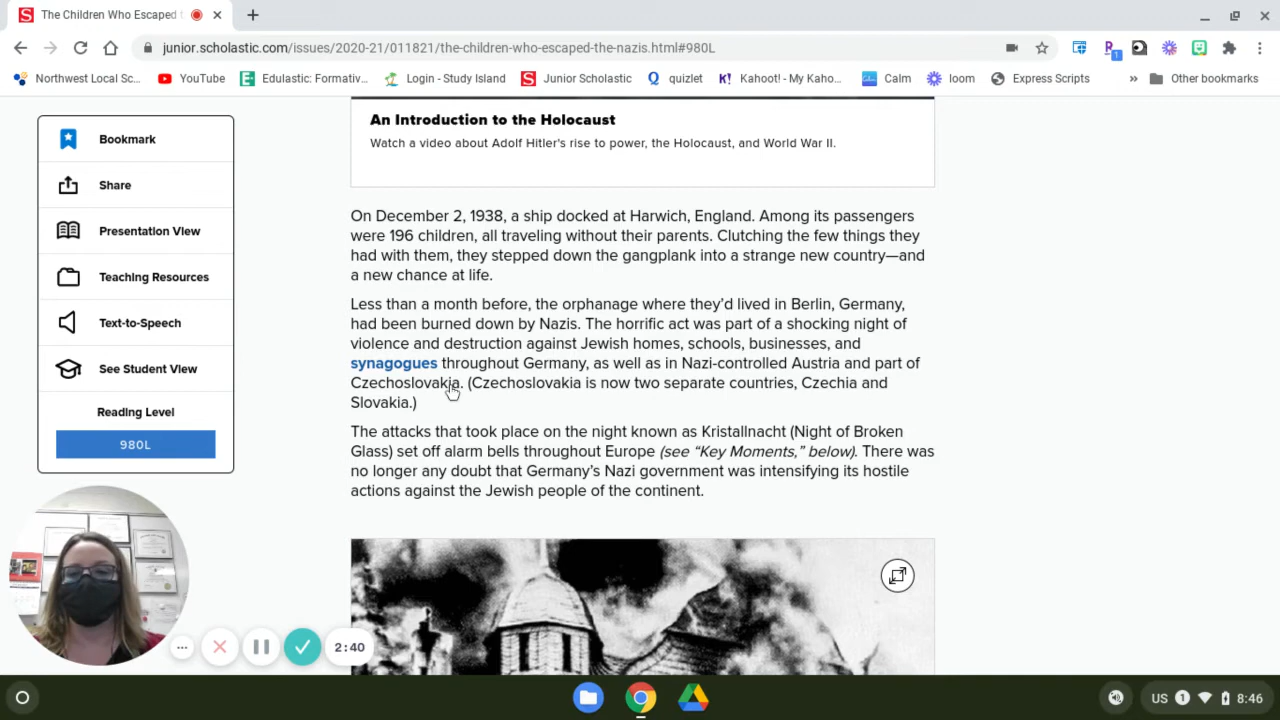 The Children Who Escaped t
junior.scholastic.com/issues/2020-21/011821/the-children-who-escaped-the-nazis.html#980L
Northwest Local Sc...
YouTube
Edulastic: Formativ...
Login - Study Island
Junior Scholastic
quizlet
Kahoot! - My Kaho...
Calm
loom
Express Scripts
»
Other bookmarks
Bookmark
Share
Presentation View
Teaching Resources
Text-to-Speech
See Student View
Reading Level
980L
An Introduction to the Holocaust
Watch a video about Adolf Hitler's rise to power, the Holocaust, and World War II.
On December 2, 1938, a ship docked at Harwich, England. Among its passengers
were 196 children, all traveling without their parents. Clutching the few things they
had with them, they stepped down the gangplank into a strange new country—and
a new chance at life.
Less than a month before, the orphanage where they’d lived in Berlin, Germany,
had been burned down by Nazis. The horrific act was part of a shocking night of
violence and destruction against Jewish homes, schools, businesses, and
synagogues throughout Germany, as well as in Nazi-controlled Austria and part of
Czechoslovakia. (Czechoslovakia is now two separate countries, Czechia and
Slovakia.)
The attacks that took place on the night known as Kristallnacht (Night of Broken
Glass) set off alarm bells throughout Europe (see “Key Moments,” below). There was
no longer any doubt that Germany’s Nazi government was intensifying its hostile
actions against the Jewish people of the continent.
2:40
US 1 8:46